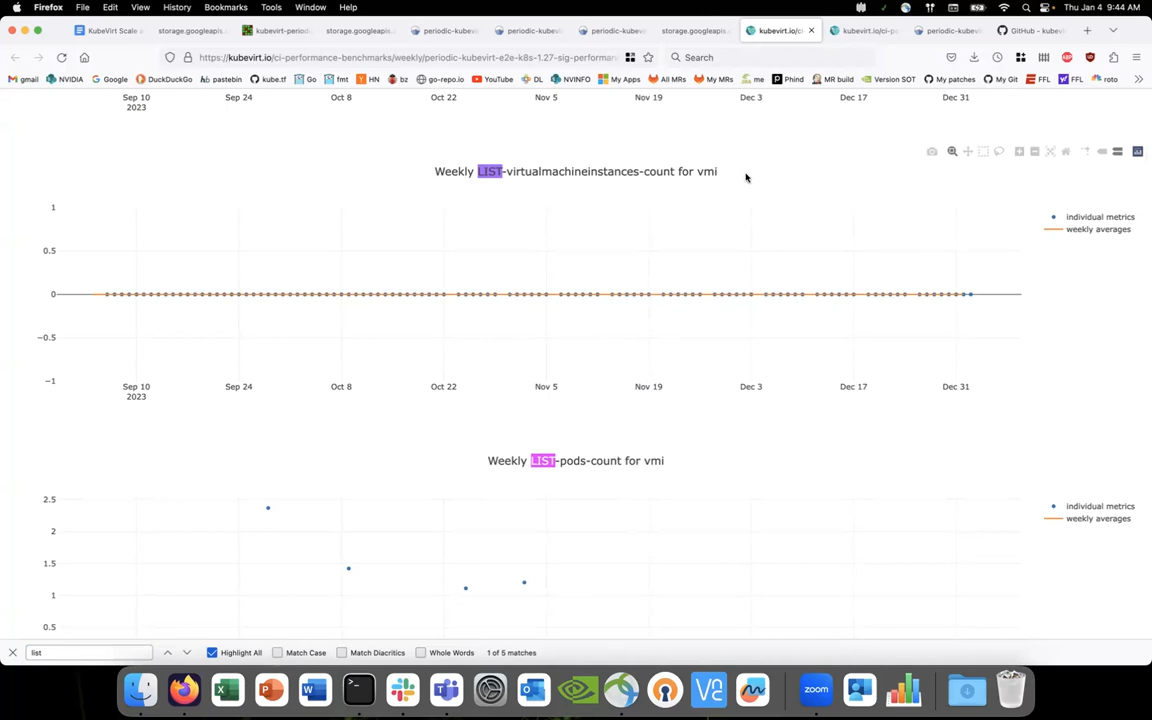 Firefox File Edit View History Bookmarks Tools Window Help Thu Jan 4 9:44 AM
KubeVirt Scale a storage.googleapis. kubevirt-period storage.googleapis. periodic-kubevi periodic-kubevi periodic-kubevi storage.googleapis. kubevirt.io/ci kubevirt.io/ci-p periodic-kubevi GitHub - kubevi
https://kubevirt.io/ci-performance-benchmarks/weekly/periodic-kubevirt-e2e-k8s-1.27-sig-performan Search
gmail NVIDIA Google DuckDuckGo pastebin kube.tf Go fmt HN bz go-repo.io YouTube DL NVINFO My Apps All MRs My MRs me Phind MR build Version SOT My patches My Git FFL FFL roto
Sep 10 Sep 24 Oct 8 Oct 22 Nov 5 Nov 19 Dec 3 Dec 17 Dec 31
2023
Weekly LIST-virtualmachineinstances-count for vmi
1
individual metrics
weekly averages
0.5
0
−0.5
−1
Sep 10 Sep 24 Oct 8 Oct 22 Nov 5 Nov 19 Dec 3 Dec 17 Dec 31
2023
Weekly LIST-pods-count for vmi
2.5
individual metrics
weekly averages
2
1.5
1
0.5
list Highlight All Match Case Match Diacritics Whole Words 1 of 5 matches
zoom